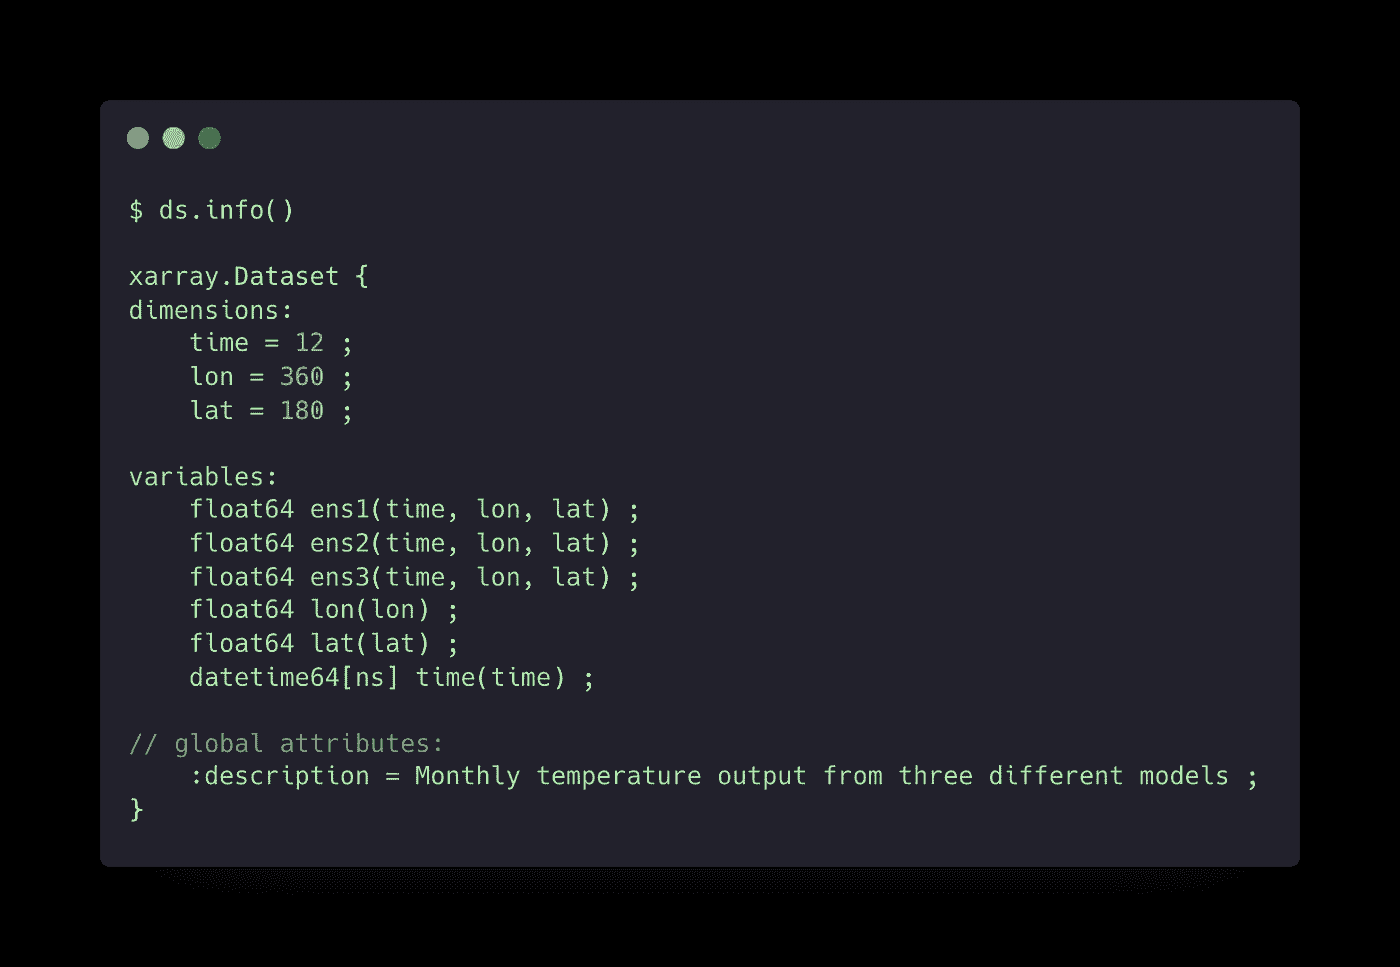 $ ds.info()
xarray.Dataset {
dimensions:
    time = 12 ;
    lon = 360 ;
    lat = 180 ;
variables:
    float64 ens1(time, lon, lat) ;
    float64 ens2(time, lon, lat) ;
    float64 ens3(time, lon, lat) ;
    float64 lon(lon) ;
    float64 lat(lat) ;
    datetime64[ns] time(time) ;
// global attributes:
    :description = Monthly temperature output from three different models ;
}